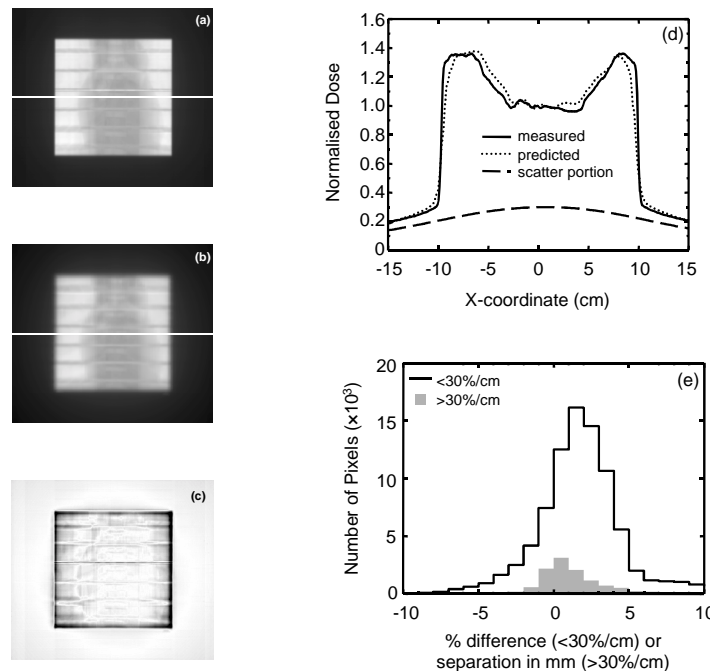 (a)
(b)
(c)
(d)
Normalised Dose
1.6
1.4
1.2
1.0
0.8
0.6
0.4
0.2
0
measured
predicted
scatter portion
-15 -10 -5 0 5 10 15
X-coordinate (cm)
(e)
Number of Pixels (×10³)
20
15
10
5
0
<30%/cm
>30%/cm
-10 -5 0 5 10
% difference (<30%/cm) or
separation in mm (>30%/cm)